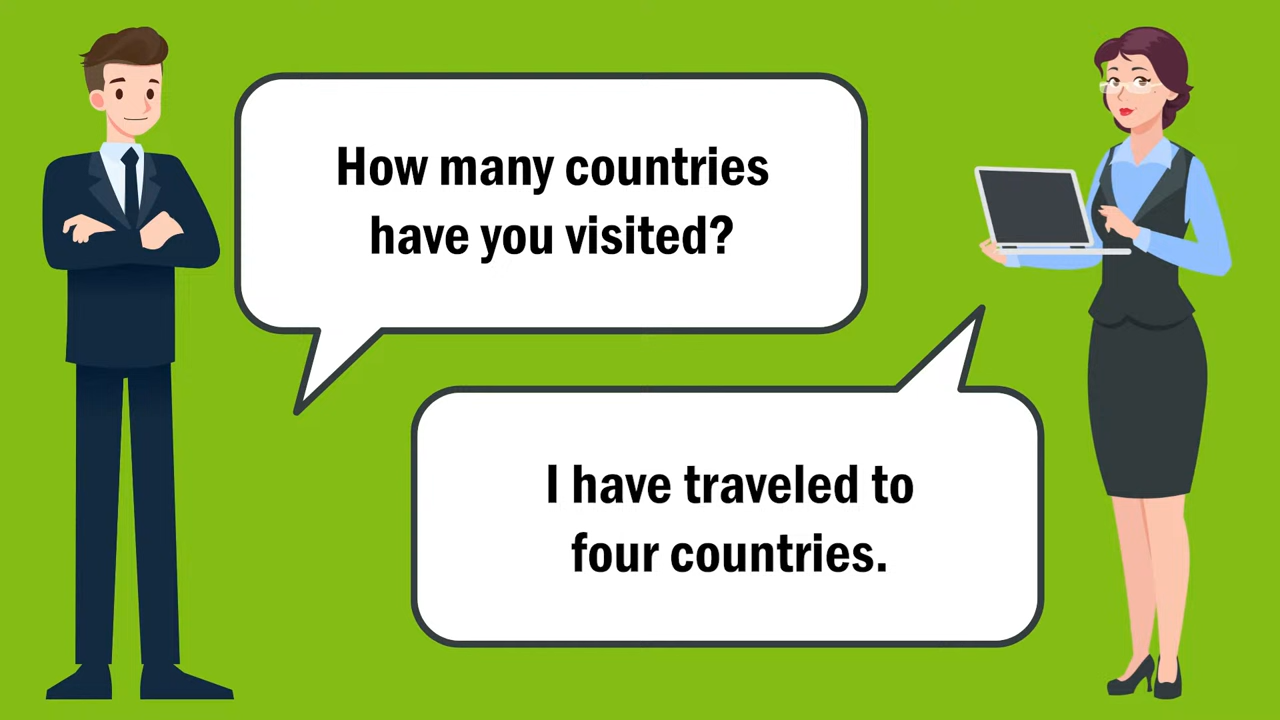 How many countries
have you visited?
I have traveled to
four countries.